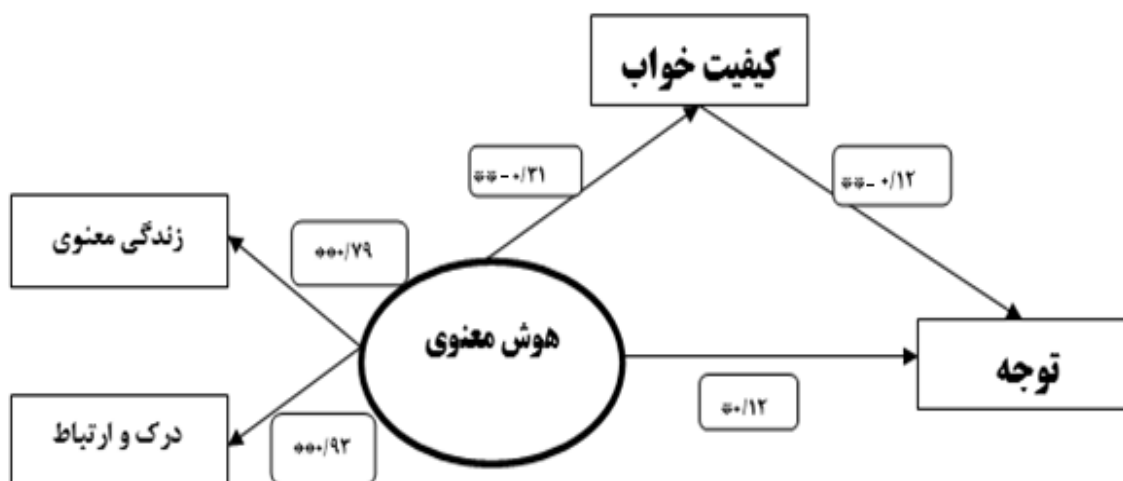 کیفیت خواب
**-۰/۳۱
**-۰/۱۲
زندگی معنوی
**۰/۷۹
هوش معنوی
توجه
*۰/۱۲
درک و ارتباط
**۰/۹۳